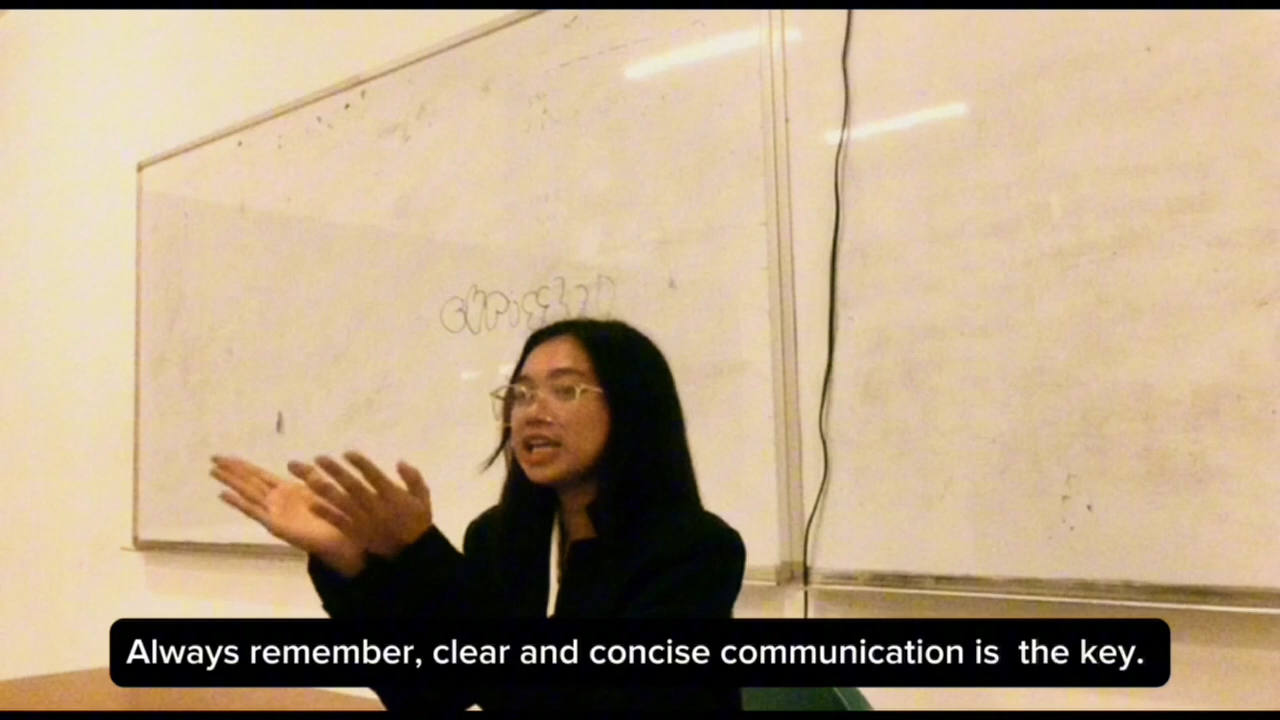 Always remember, clear and concise communication is  the key.